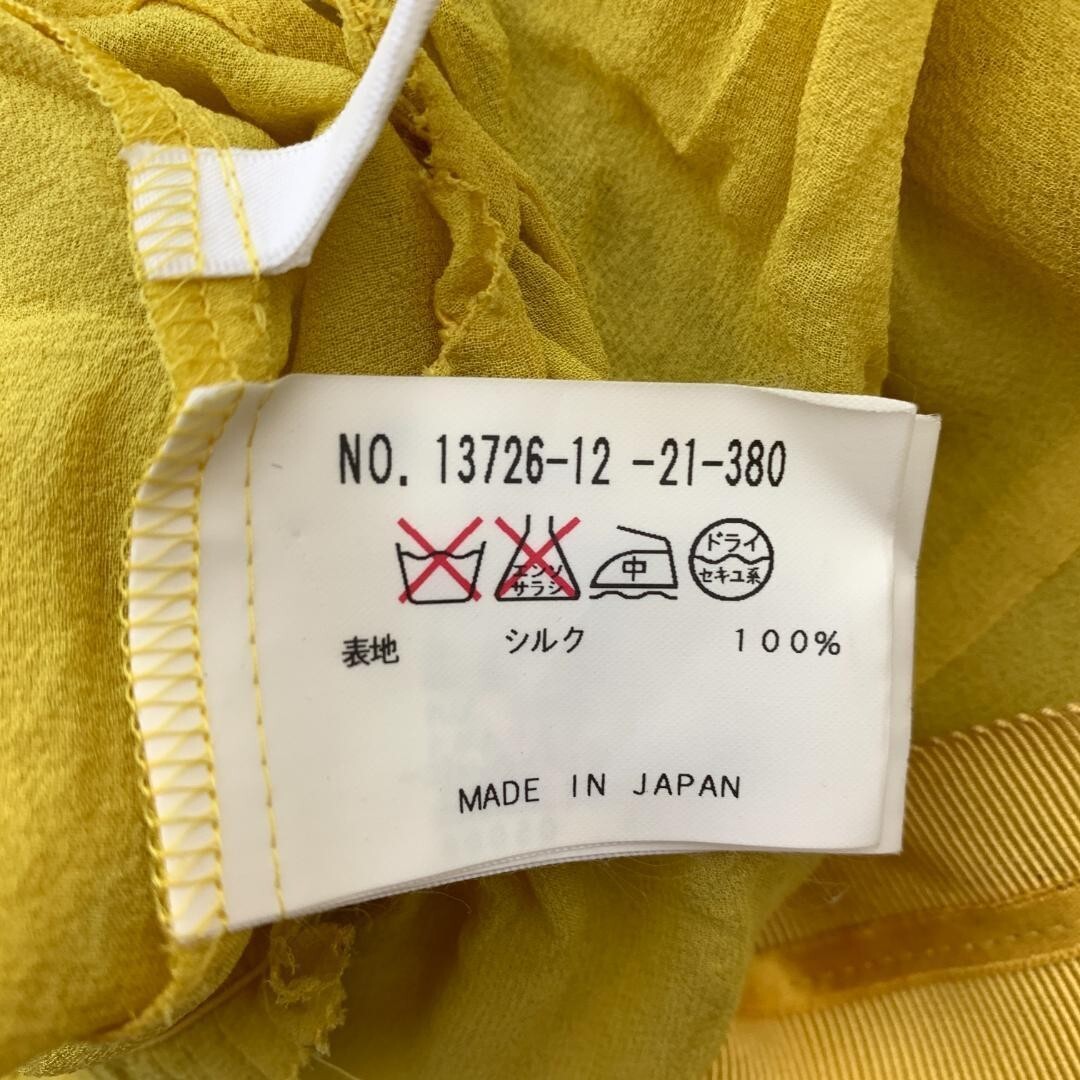 NO. 13726-12 -21-380
エンソ
サラシ
中
ドライ
セキユ系
表地 シルク 100%
MADE IN JAPAN